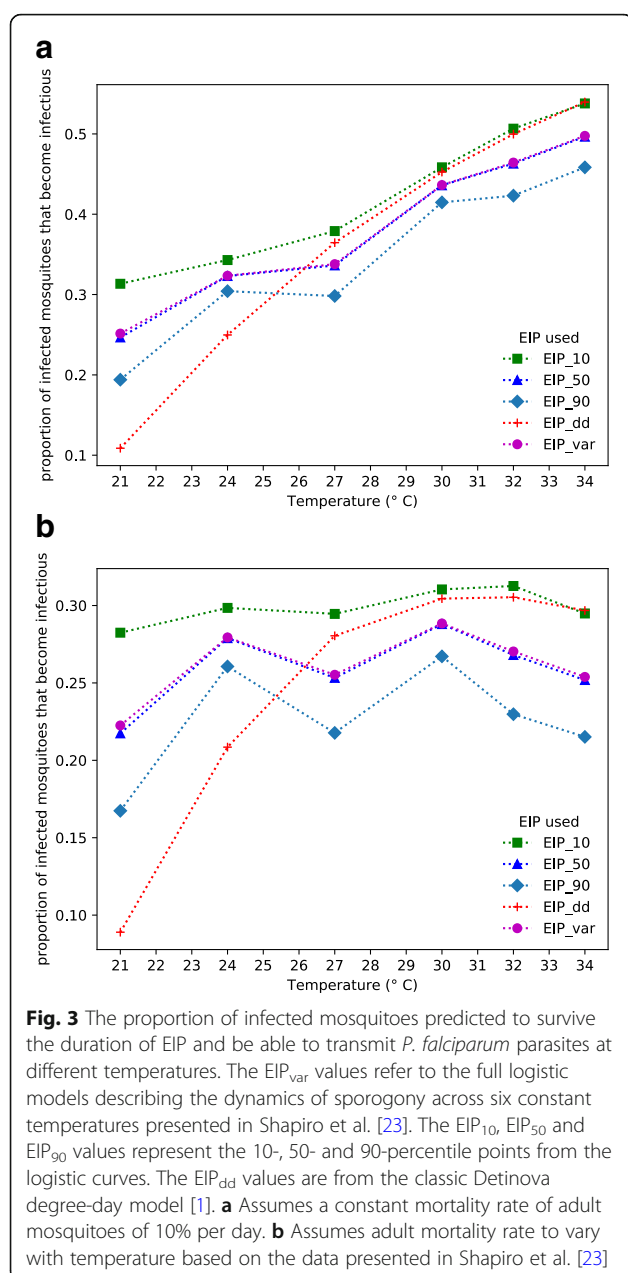 a
proportion of infected mosquitoes that become infectious
0.5
0.4
0.3
0.2
0.1
EIP used
EIP_10
EIP_50
EIP_90
EIP_dd
EIP_var
21 22 23 24 25 26 27 28 29 30 31 32 33 34
Temperature (° C)
b
proportion of infected mosquitoes that become infectious
0.30
0.25
0.20
0.15
0.10
EIP used
EIP_10
EIP_50
EIP_90
EIP_dd
EIP_var
21 22 23 24 25 26 27 28 29 30 31 32 33 34
Temperature (° C)
Fig. 3 The proportion of infected mosquitoes predicted to survive
the duration of EIP and be able to transmit P. falciparum parasites at
different temperatures. The EIPvar values refer to the full logistic
models describing the dynamics of sporogony across six constant
temperatures presented in Shapiro et al. [23]. The EIP10, EIP50 and
EIP90 values represent the 10-, 50- and 90-percentile points from the
logistic curves. The EIPdd values are from the classic Detinova
degree-day model [1]. a Assumes a constant mortality rate of adult
mosquitoes of 10% per day. b Assumes adult mortality rate to vary
with temperature based on the data presented in Shapiro et al. [23]